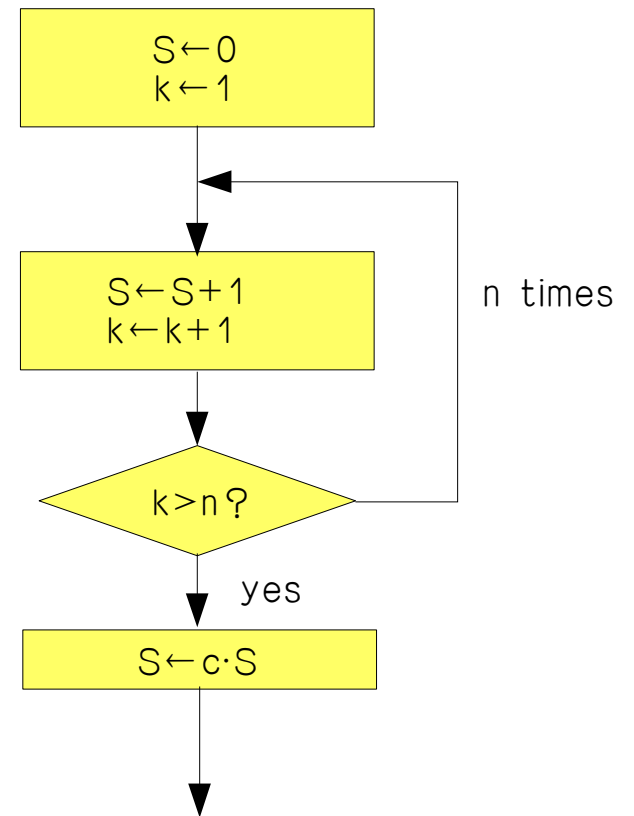 S←0
k←1
S←S+1
k←k+1
n times
k>n?
yes
S←c·S